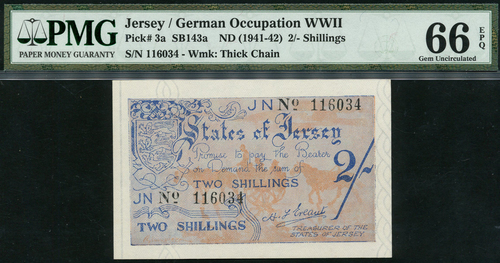 PMG
PAPER MONEY GUARANTY
Jersey / German Occupation WWII
Pick# 3a SB143a ND (1941-42) 2/- Shillings
S/N 116034 - Wmk: Thick Chain
66 EPQ
Gem Uncirculated
JN No 116034
States of Jersey
Promise to pay the Bearer
on Demand the sum of
TWO SHILLINGS
2/-
JN No 116034
TWO SHILLINGS
TREASURER OF THE
STATES OF JERSEY.